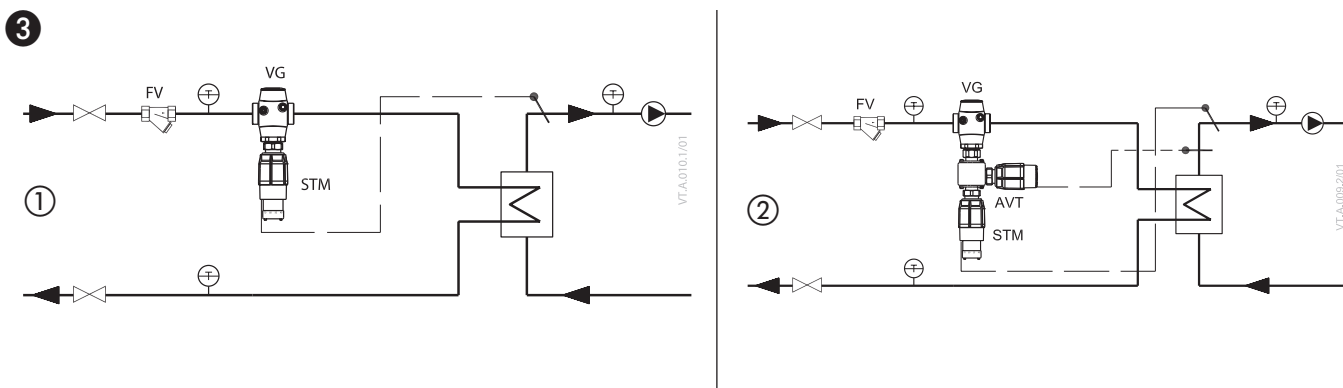 3
VG
FV
T
T
STM
VT.A.010.1/01
1
T
VG
FV
T
T
AVT
STM
VT.A.009.2/01
2
T